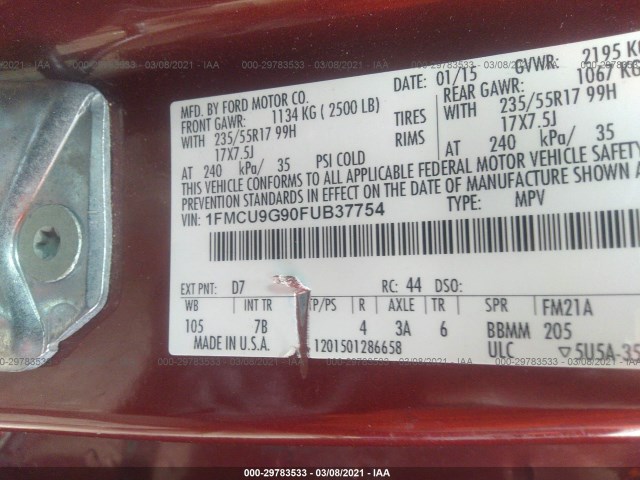 000-29783533 - 03/08/2021 - IAA
MFD. BY FORD MOTOR CO. DATE: 01/15 GVWR: 2195 KG
FRONT GAWR: 1134 KG ( 2500 LB) REAR GAWR: 1067 KG
WITH 235/55R17 99H TIRES WITH 235/55R17 99H
17X7.5J RIMS 17X7.5J
AT 240 kPa/ 35 PSI COLD AT 240 kPa/ 35
THIS VEHICLE CONFORMS TO ALL APPLICABLE FEDERAL MOTOR VEHICLE SAFETY
PREVENTION STANDARDS IN EFFECT ON THE DATE OF MANUFACTURE SHOWN
VIN: 1FMCU9G90FUB37754 TYPE: MPV
EXT PNT: D7 RC: 44 DSO:
WB INT TR TP/PS R AXLE TR SPR FM21A
105 7B 4 3A 6 BBMM 205
MADE IN U.S.A. 1201501286658 ULC 5U5A-35
000-29783533 - 03/08/2021 - IAA